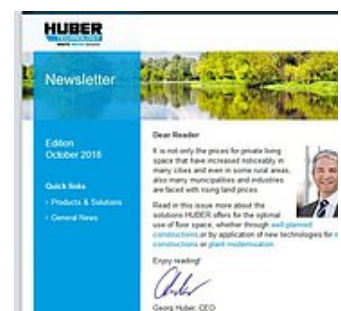 HUBER
TECHNOLOGY
WASTE WATER Solutions
Newsletter
Edition
October 2018
Quick links
› Products & Solutions
› General News
Dear Reader
It is not only the prices for private living
space that have increased noticeably in
many cities and even in some rural areas,
also many municipalities and industries
are faced with rising land prices.
Read in this issue more about the
solutions HUBER offers for the optimal
use of floor space, whether through well-planned
constructions or by application of new technologies for
constructions or plant modernisation.
Enjoy reading!
Georg Huber, CEO